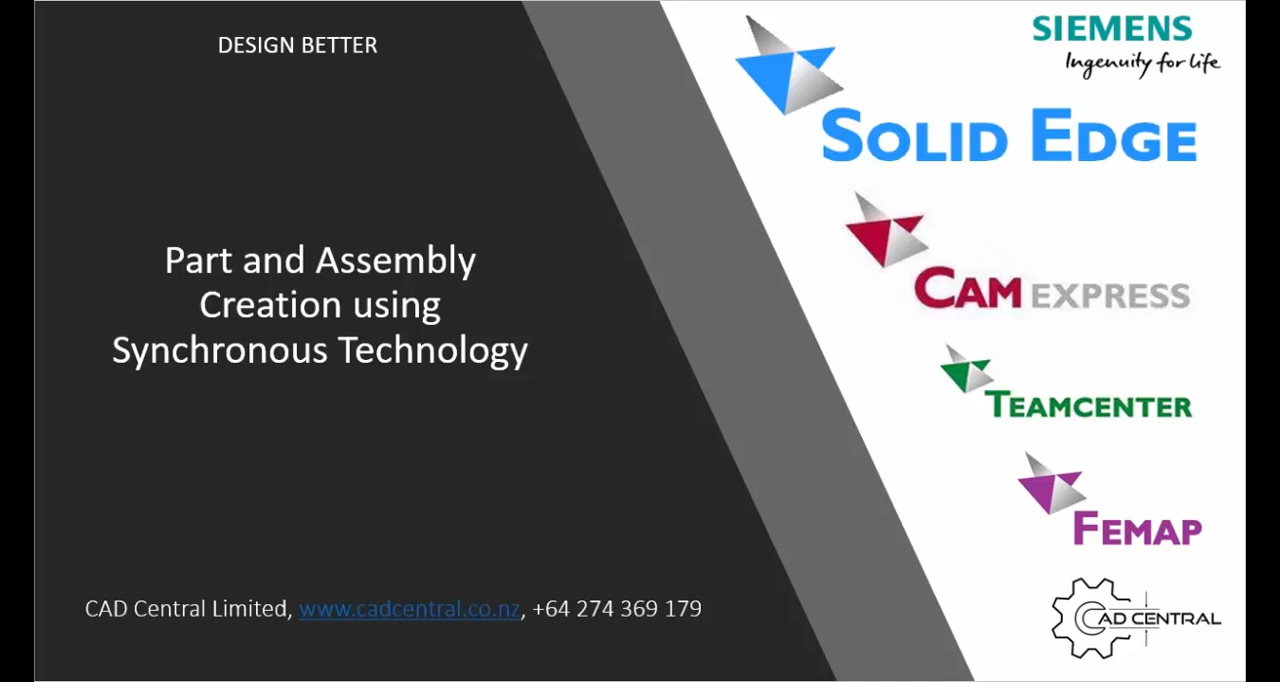 DESIGN BETTER
Part and Assembly
Creation using
Synchronous Technology
CAD Central Limited, www.cadcentral.co.nz, +64 274 369 179
SIEMENS
Ingenuity for life
SOLID EDGE
CAM EXPRESS
TEAMCENTER
FEMAP
CAD CENTRAL